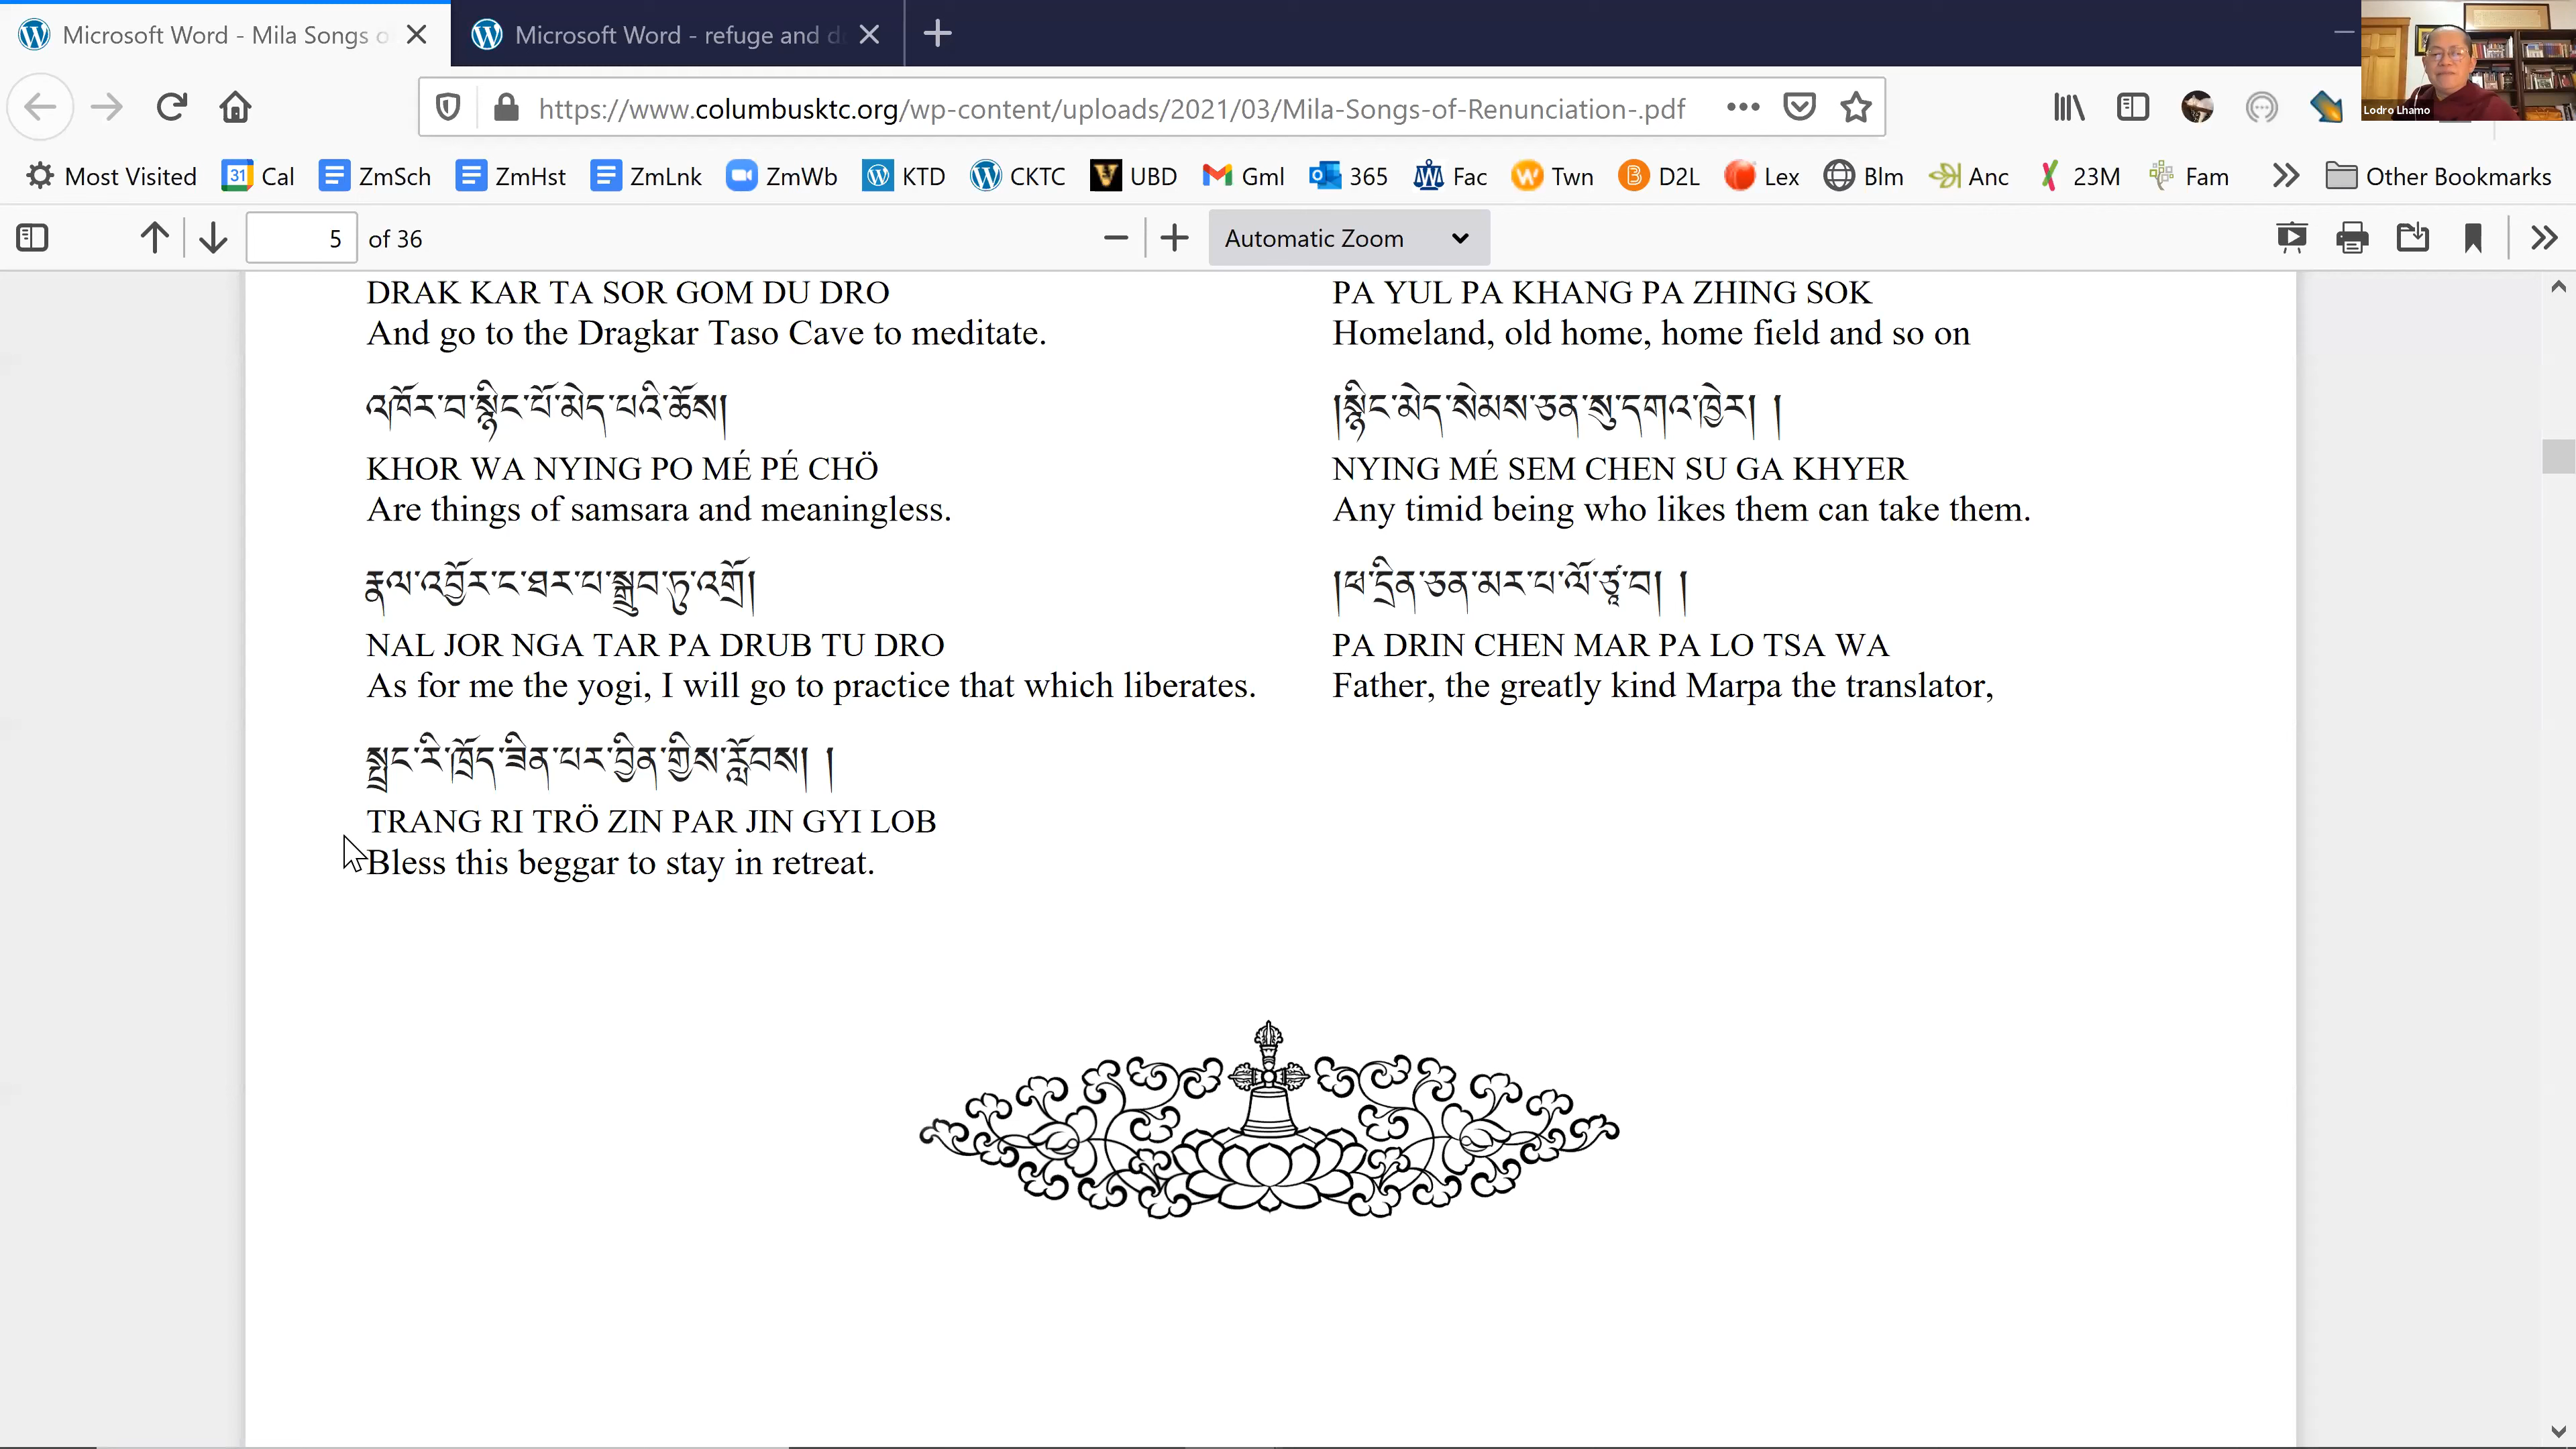 Microsoft Word - Mila Songs o
Microsoft Word - refuge and d
Lodro Lhamo
https://www.columbusktc.org/wp-content/uploads/2021/03/Mila-Songs-of-Renunciation-.pdf
Most Visited 31 Cal ZmSch ZmHst ZmLnk ZmWb KTD CKTC UBD Gml 365 Fac Twn D2L Lex Blm Anc 23M Fam Other Bookmarks
5 of 36 Automatic Zoom
DRAK KAR TA SOR GOM DU DRO
And go to the Dragkar Taso Cave to meditate.
PA YUL PA KHANG PA ZHING SOK
Homeland, old home, home field and so on
འཁོར་བ་སྙིང་པོ་མེད་པའི་ཆོས།
KHOR WA NYING PO MÉ PÉ CHÖ
Are things of samsara and meaningless.
།སྙིང་མེད་སེམས་ཅན་སུ་དགའ་ཁྱེར། །
NYING MÉ SEM CHEN SU GA KHYER
Any timid being who likes them can take them.
རྣལ་འབྱོར་ང་ཐར་པ་སྒྲུབ་ཏུ་འགྲོ།
NAL JOR NGA TAR PA DRUB TU DRO
As for me the yogi, I will go to practice that which liberates.
།ཕ་དྲིན་ཅན་མར་པ་ལོ་ཙཱ་བ། །
PA DRIN CHEN MAR PA LO TSA WA
Father, the greatly kind Marpa the translator,
སྤྲང་རི་ཁྲོད་ཟིན་པར་བྱིན་གྱིས་རློབས། །
TRANG RI TRÖ ZIN PAR JIN GYI LOB
Bless this beggar to stay in retreat.